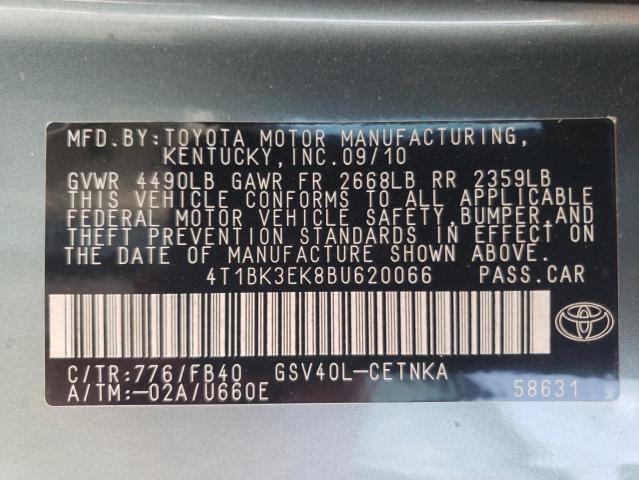 MFD. BY: TOYOTA MOTOR MANUFACTURING,
KENTUCKY, INC. 09/10
GVWR 4490LB GAWR FR 2668LB RR 2359LB
THIS VEHICLE CONFORMS TO ALL APPLICABLE
FEDERAL MOTOR VEHICLE SAFETY, BUMPER, AND
THEFT PREVENTION STANDARDS IN EFFECT ON
THE DATE OF MANUFACTURE SHOWN ABOVE.
4T1BK3EK8BU620066 PASS. CAR
C/TR: 776/FB40 GSV40L-CETNKA
A/TM: -02A/U660E 58631